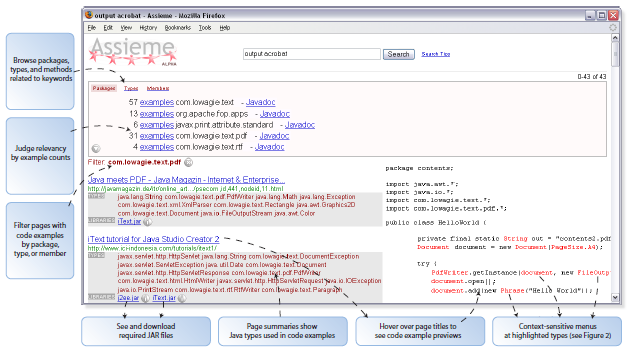 output acrobat - Assieme - Mozilla Firefox
File Edit View History Bookmarks Tools Help
Assieme
ALPHA
output acrobat
Search
Search Tips
0-43 of 43
Packages Types Members
57 examples com.lowagie.text - Javadoc
13 examples org.apache.fop.apps - Javadoc
6 examples javax.print.attribute.standard - Javadoc
31 examples com.lowagie.text.pdf - Javadoc
4 examples com.lowagie.text.rtf - Javadoc
Filter: com.lowagie.text.pdf
Java meets PDF - Java Magazin - Internet & Enterprise...
http://javamagazin.de/itr/online_art.../psecom,id,441,nodeid,11.html
TYPES
java.lang.String com.lowagie.text.pdf.PdfWriter java.lang.Math java.lang.Exception
com.lowagie.text.xml.XmlParser com.lowagie.text.Rectangle java.awt.Graphics2D
com.lowagie.text.Document java.io.FileOutputStream java.awt.Color
LIBRARIES iText.jar
iText tutorial for Java Studio Creator 2
http://www.ici-indonesia.com/tutorials/itext1/
TYPES
javax.servlet.http.HttpServlet java.lang.String com.lowagie.text.DocumentException
javax.servlet.ServletException java.util.Date com.lowagie.text.Document
javax.servlet.http.HttpServletResponse com.lowagie.text.pdf.PdfWriter
com.lowagie.text.html.HtmlWriter javax.servlet.http.HttpServletRequest java.io.IOException
java.io.PrintStream com.lowagie.text.rtf.RtfWriter com.lowagie.text.Paragraph
LIBRARIES j2ee.jar iText.jar
package contents;
import java.awt.*;
import java.io.*;
import com.lowagie.text.*;
import com.lowagie.text.pdf.*;
public class HelloWorld {
private final static String out = "contents2.pdf
Document document = new Document(PageSize.A4);
try {
PdfWriter.getInstance(document, new FileOutp
document.open();
document.add(new Phrase("Hello World"));
Browse packages,
types, and methods
related to keywords
Judge relevancy
by example counts
Filter pages with
code examples
by package,
type, or member
See and download
required JAR files
Page summaries show
Java types used in code examples
Hover over page titles to
see code example previews
Context-sensitive menus
at highlighted types (see Figure 2)